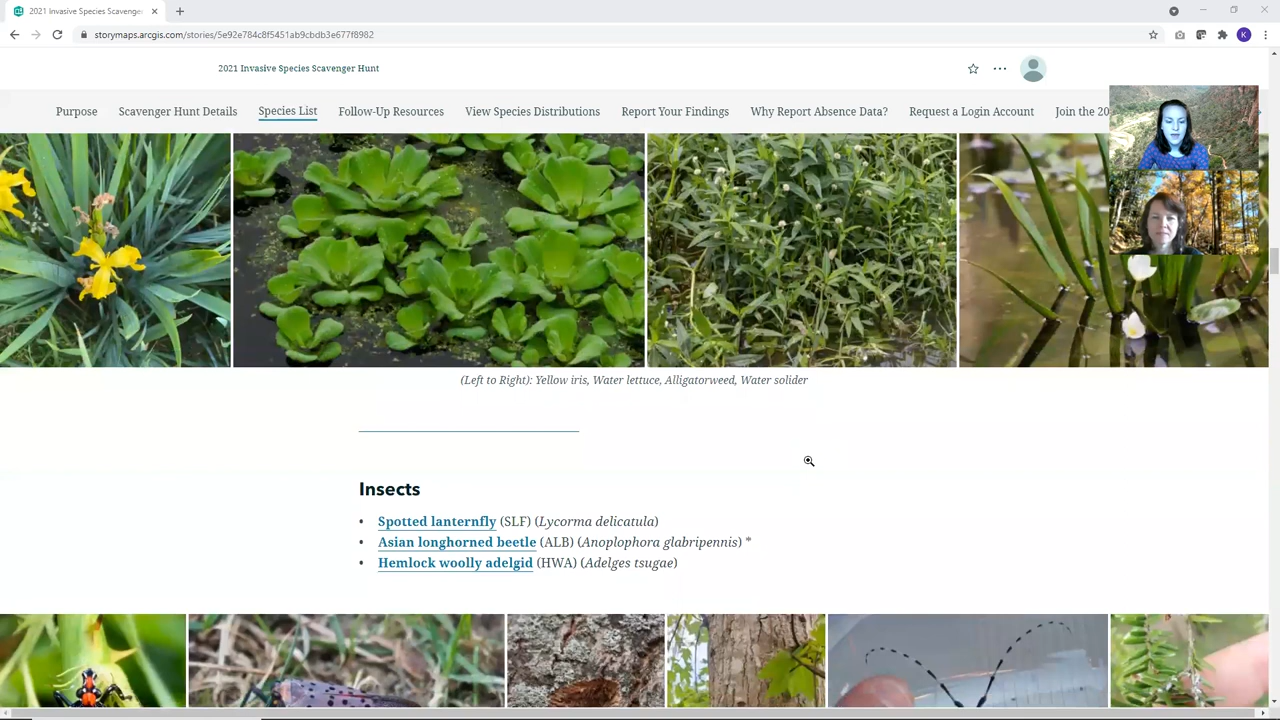 2021 Invasive Species Scavenge
storymaps.arcgis.com/stories/5e92e784c8f5451ab9cbdb3e677f8982
K
2021 Invasive Species Scavenger Hunt
Purpose Scavenger Hunt Details Species List Follow-Up Resources View Species Distributions Report Your Findings Why Report Absence Data? Request a Login Account Join the 20
(Left to Right): Yellow iris, Water lettuce, Alligatorweed, Water solider
Insects
• Spotted lanternfly (SLF) (Lycorma delicatula)
• Asian longhorned beetle (ALB) (Anoplophora glabripennis) *
• Hemlock woolly adelgid (HWA) (Adelges tsugae)